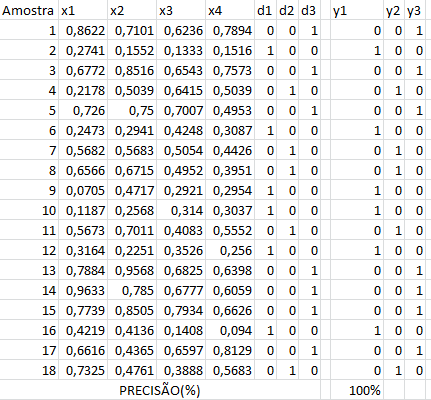 Amostra x1 x2 x3 x4 d1 d2 d3 y1 y2 y3
1 0,8622 0,7101 0,6236 0,7894 0 0 1 0 0 1
2 0,2741 0,1552 0,1333 0,1516 1 0 0 1 0 0
3 0,6772 0,8516 0,6543 0,7573 0 0 1 0 0 1
4 0,2178 0,5039 0,6415 0,5039 0 1 0 0 1 0
5 0,726 0,75 0,7007 0,4953 0 0 1 0 0 1
6 0,2473 0,2941 0,4248 0,3087 1 0 0 1 0 0
7 0,5682 0,5683 0,5054 0,4426 0 1 0 0 1 0
8 0,6566 0,6715 0,4952 0,3951 0 1 0 0 1 0
9 0,0705 0,4717 0,2921 0,2954 1 0 0 1 0 0
10 0,1187 0,2568 0,314 0,3037 1 0 0 1 0 0
11 0,5673 0,7011 0,4083 0,5552 0 1 0 0 1 0
12 0,3164 0,2251 0,3526 0,256 1 0 0 1 0 0
13 0,7884 0,9568 0,6825 0,6398 0 0 1 0 0 1
14 0,9633 0,785 0,6777 0,6059 0 0 1 0 0 1
15 0,7739 0,8505 0,7934 0,6626 0 0 1 0 0 1
16 0,4219 0,4136 0,1408 0,094 1 0 0 1 0 0
17 0,6616 0,4365 0,6597 0,8129 0 0 1 0 0 1
18 0,7325 0,4761 0,3888 0,5683 0 1 0 0 1 0
PRECISÃO(%) 100%